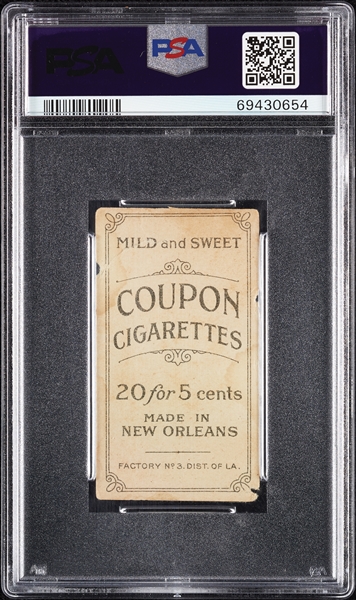 PSA
PSA
69430654
MILD and SWEET
COUPON
CIGARETTES
20 for 5 cents
MADE IN
NEW ORLEANS
FACTORY Nº 3. DIST. OF LA.